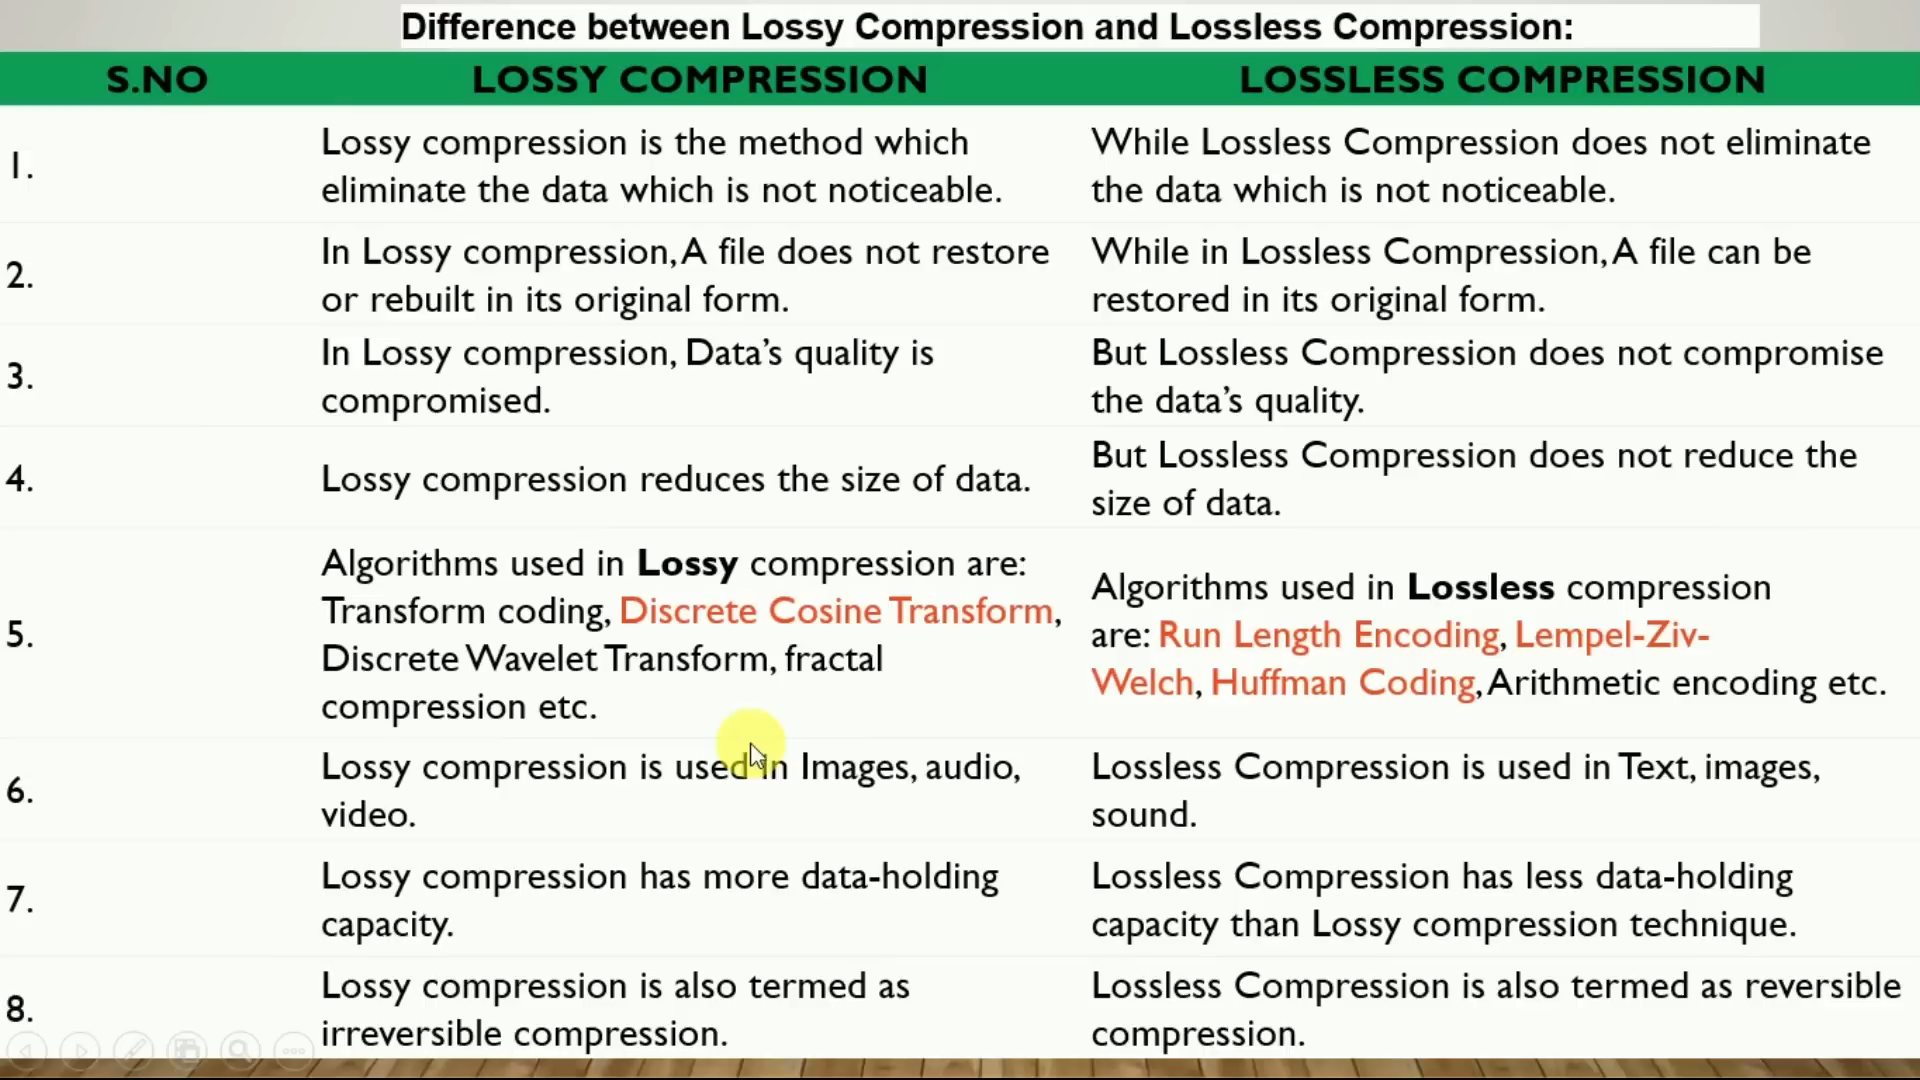 Difference between Lossy Compression and Lossless Compression:
S.NO LOSSY COMPRESSION LOSSLESS COMPRESSION
1.
Lossy compression is the method which
eliminate the data which is not noticeable.
While Lossless Compression does not eliminate
the data which is not noticeable.
2.
In Lossy compression, A file does not restore
or rebuilt in its original form.
While in Lossless Compression, A file can be
restored in its original form.
3.
In Lossy compression, Data’s quality is
compromised.
But Lossless Compression does not compromise
the data’s quality.
4.
Lossy compression reduces the size of data.
But Lossless Compression does not reduce the
size of data.
5.
Algorithms used in Lossy compression are:
Transform coding, Discrete Cosine Transform,
Discrete Wavelet Transform, fractal
compression etc.
Algorithms used in Lossless compression
are: Run Length Encoding, Lempel-Ziv-
Welch, Huffman Coding, Arithmetic encoding etc.
6.
Lossy compression is used in Images, audio,
video.
Lossless Compression is used in Text, images,
sound.
7.
Lossy compression has more data-holding
capacity.
Lossless Compression has less data-holding
capacity than Lossy compression technique.
8.
Lossy compression is also termed as
irreversible compression.
Lossless Compression is also termed as reversible
compression.